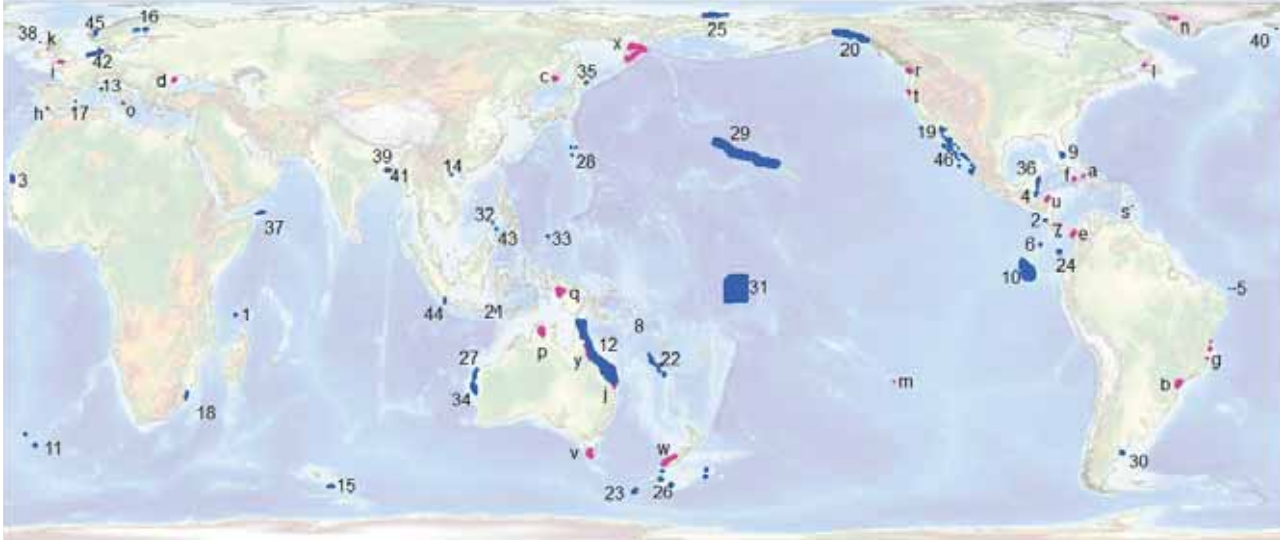 45 16 25 n
38 k 20 40
42 x
i 13 d c 35 r l
h 17 o t
29 19 9
39 28 46 36 a
3 41 14 f
4 u
37 32 2 s
43 33 7 e
6
10 24
q 31 5
44 21
1 8
p 12
27 y 22
m g
34 j b
18
11 v w 30
15 23 26